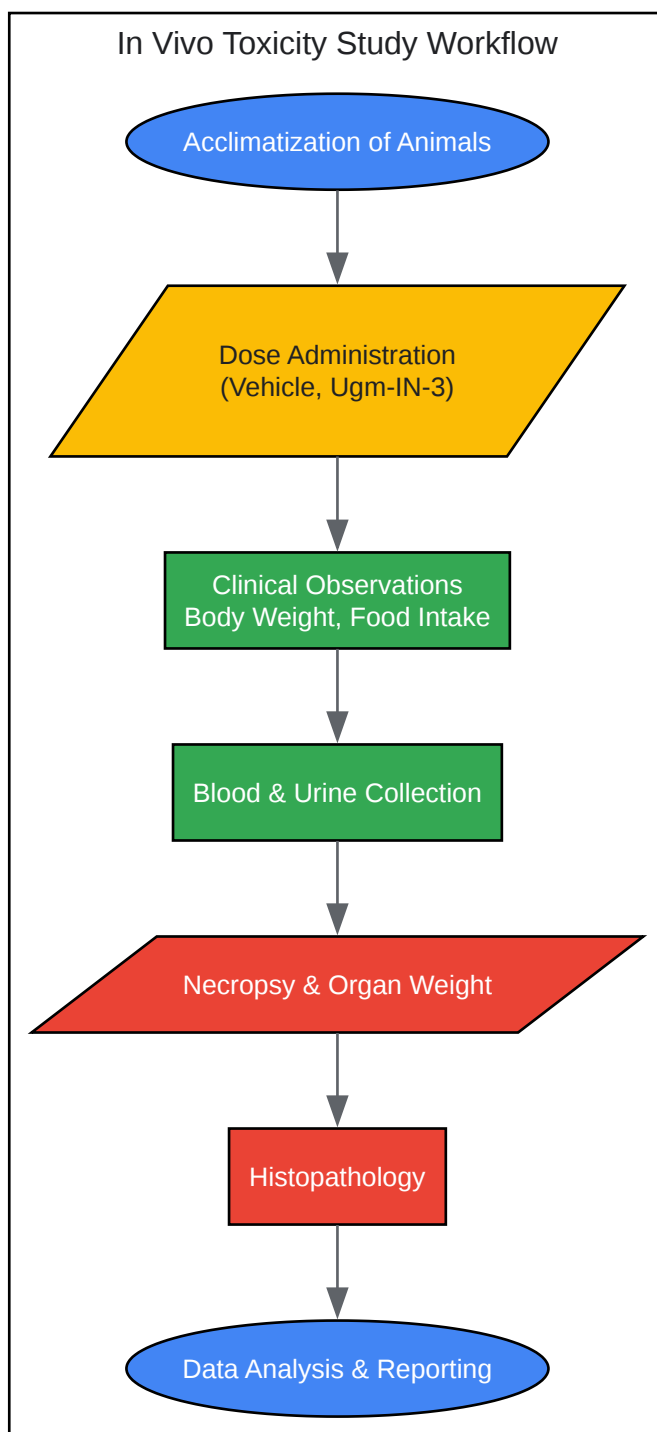 In Vivo Toxicity Study Workflow
Acclimatization of Animals
Dose Administration
(Vehicle, Ugm-IN-3)
Clinical Observations
Body Weight, Food Intake
Blood & Urine Collection
Necropsy & Organ Weight
Histopathology
Data Analysis & Reporting